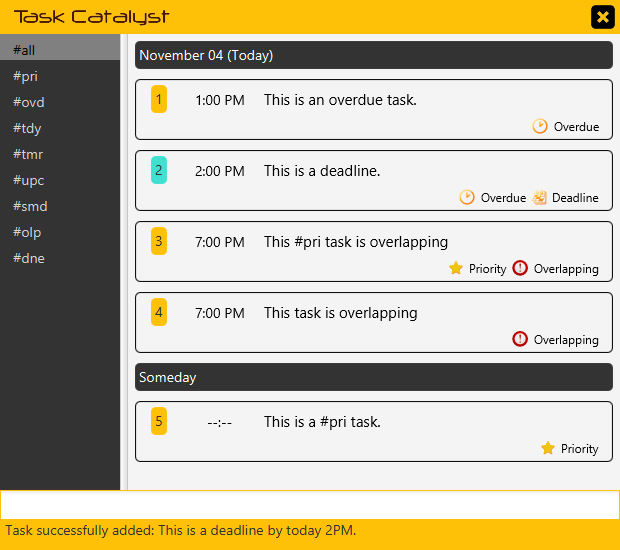 Task Catalyst
#all
#pri
#ovd
#tdy
#tmr
#upc
#smd
#olp
#dne
November 04 (Today)
1 1:00 PM This is an overdue task.
Overdue
2 2:00 PM This is a deadline.
Overdue Deadline
3 7:00 PM This #pri task is overlapping
Priority Overlapping
4 7:00 PM This task is overlapping
Overlapping
Someday
5 --:-- This is a #pri task.
Priority
Task successfully added: This is a deadline by today 2PM.